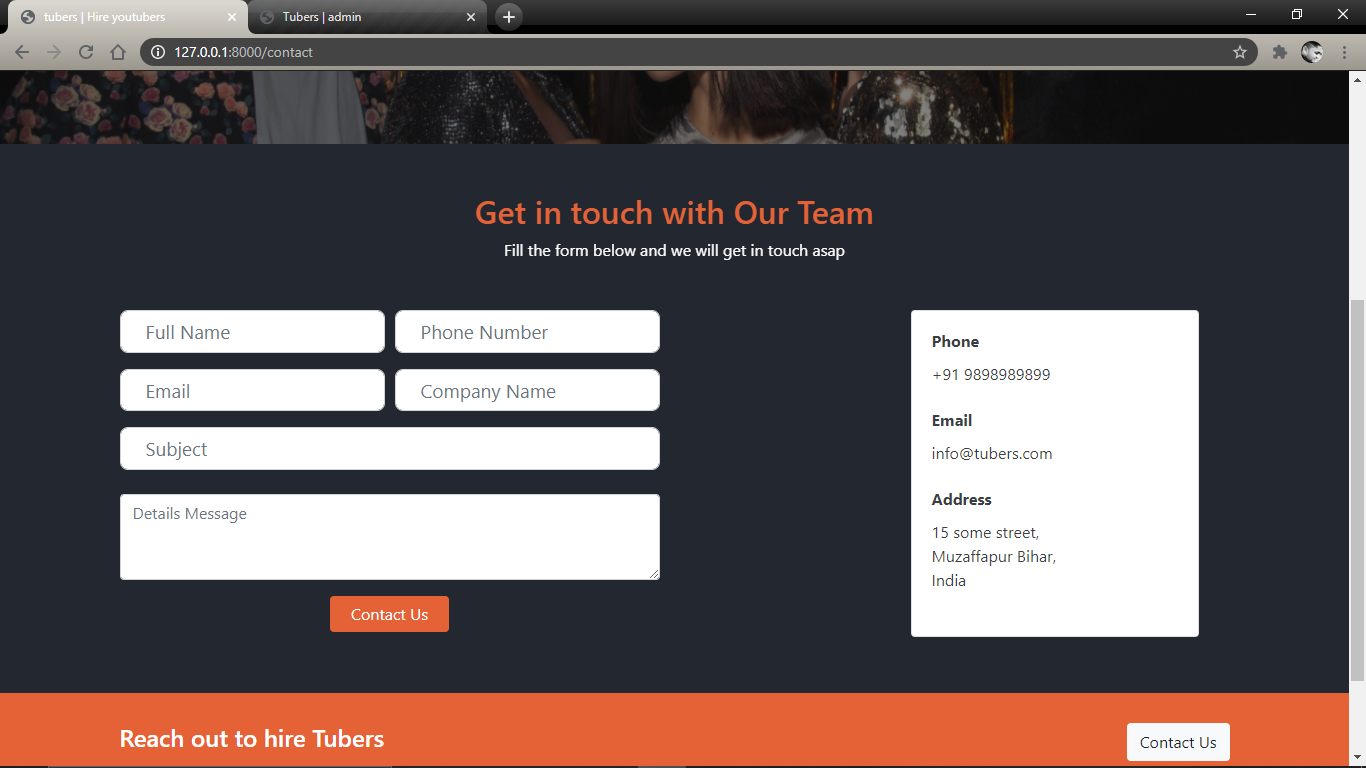 tubers | Hire youtubers
Tubers | admin
127.0.0.1:8000/contact
Get in touch with Our Team
Fill the form below and we will get in touch asap
Full Name
Phone Number
Email
Company Name
Subject
Details Message
Contact Us
Phone
+91 9898989899
Email
info@tubers.com
Address
15 some street,
Muzaffapur Bihar,
India
Reach out to hire Tubers
Contact Us